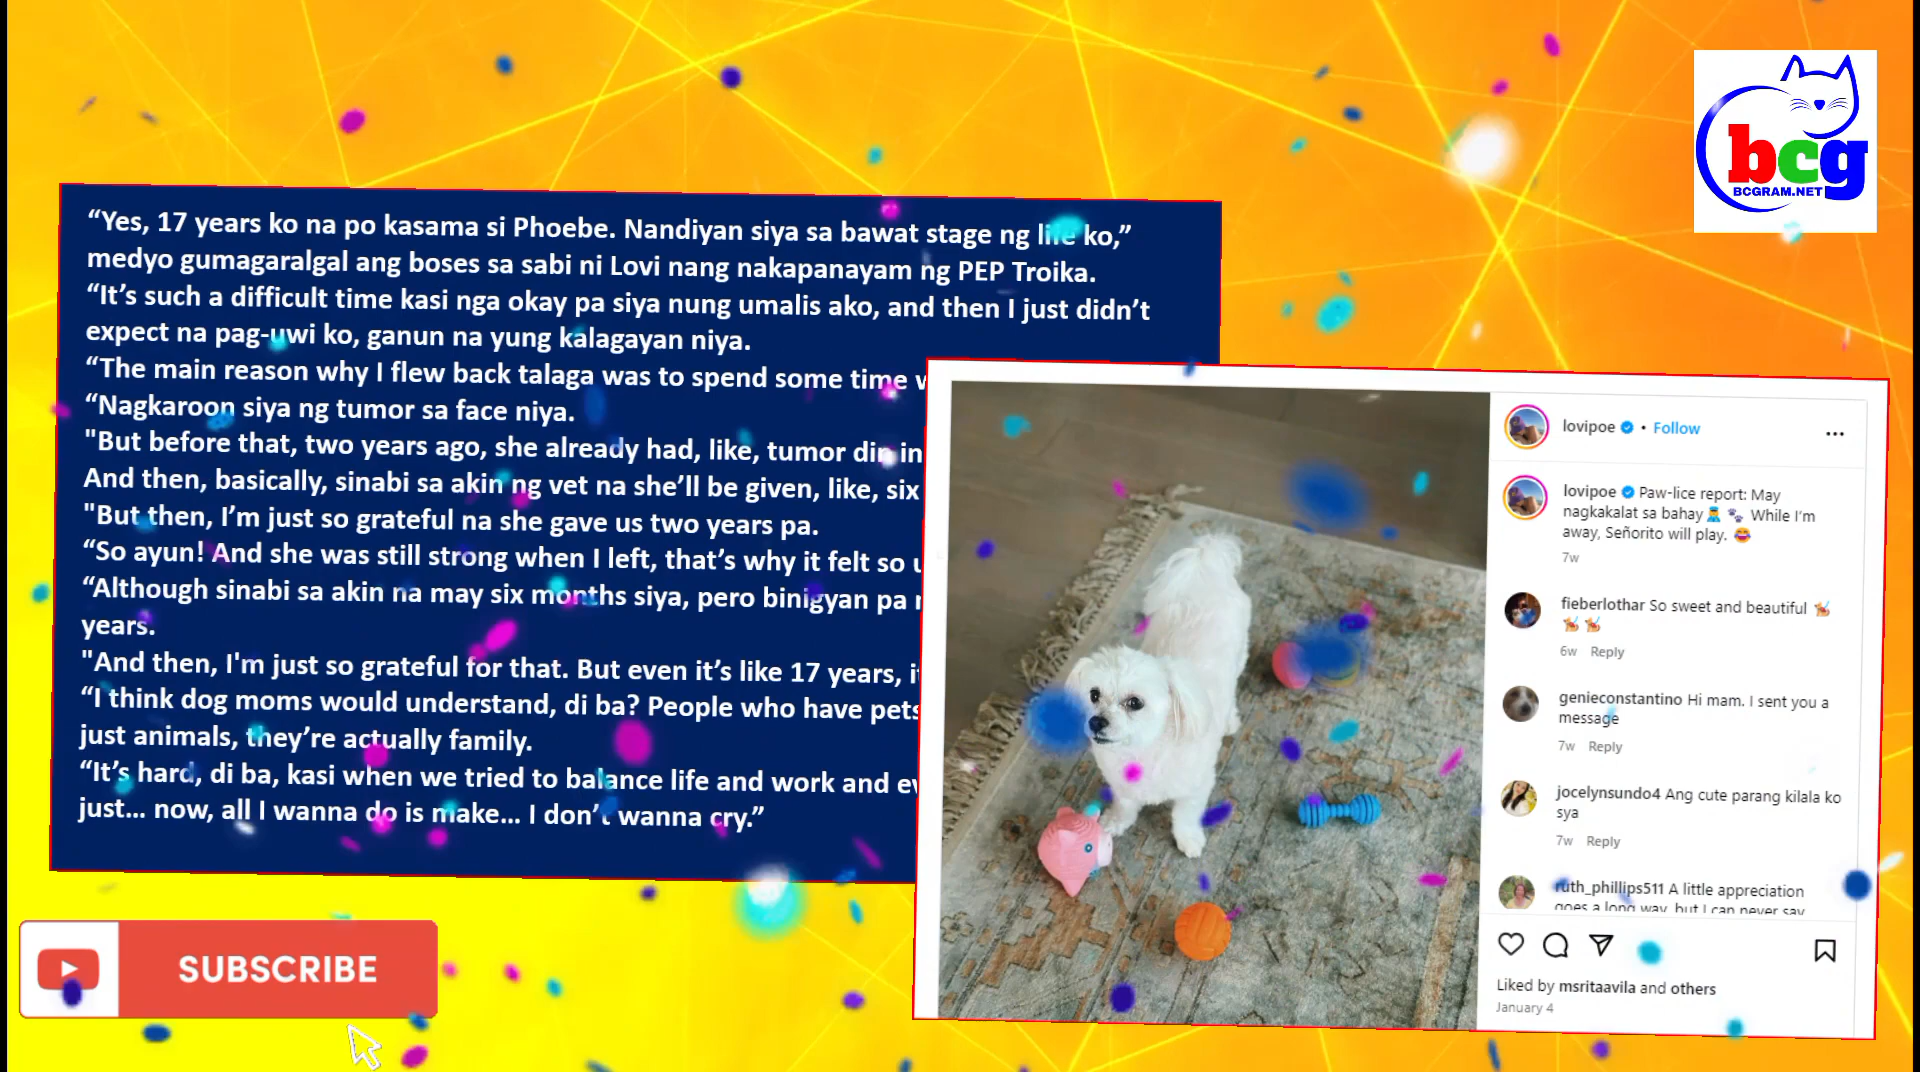 bcg
BCGRAM.NET
“Yes, 17 years ko na po kasama si Phoebe. Nandiyan siya sa bawat stage ng life ko,”
medyo gumagaralgal ang boses sa sabi ni Lovi nang nakapanayam ng PEP Troika.
“It’s such a difficult time kasi nga okay pa siya nung umalis ako, and then I just didn’t
expect na pag-uwi ko, ganun na yung kalagayan niya.
“The main reason why I flew back talaga was to spend some time
“Nagkaroon siya ng tumor sa face niya.
"But before that, two years ago, she already had, like, tumor din in
And then, basically, sinabi sa akin ng vet na she’ll be given, like, six
"But then, I’m just so grateful na she gave us two years pa.
“So ayun! And she was still strong when I left, that’s why it felt so
“Although sinabi sa akin na may six months siya, pero binigyan pa
years.
"And then, I'm just so grateful for that. But even it’s like 17 years,
“I think dog moms would understand, di ba? People who have pets
just animals, they’re actually family.
“It’s hard, di ba, kasi when we tried to balance life and work and
just... now, all I wanna do is make... I don’t wanna cry.”
lovipoe • Follow
lovipoe Paw-lice report: May
nagkakalat sa bahay👮🐾 While I'm
away, Señorito will play. 😂
7w
fieberlothar So sweet and beautiful
6w Reply
genieconstantino Hi mam. I sent you a
message
7w Reply
jocelynsundo4 Ang cute parang kilala ko
sya
7w Reply
ruth_phillips511 A little appreciation
goes a long way, but I can never say
Liked by msritaavila and others
January 4
SUBSCRIBE